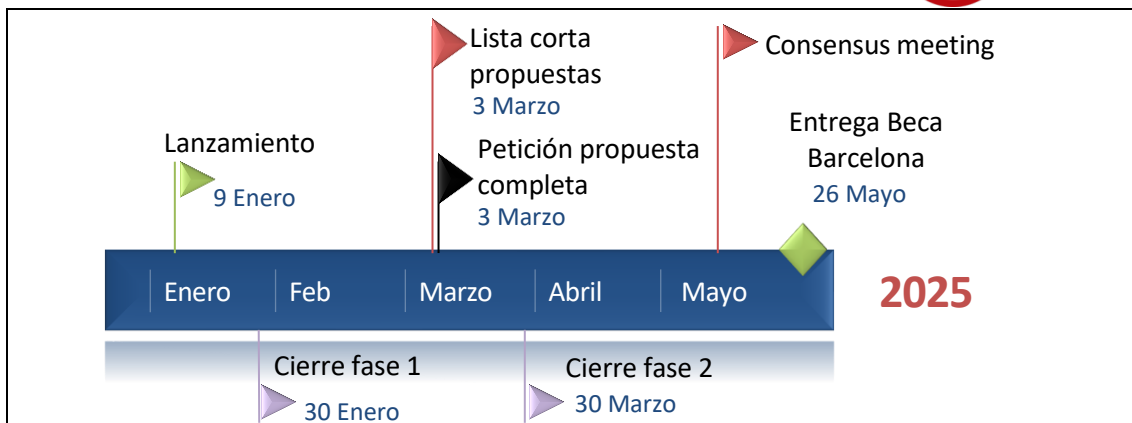 Lista corta
propuestas
3 Marzo
Consensus meeting
Lanzamiento
9 Enero
Petición propuesta
completa
3 Marzo
Entrega Beca
Barcelona
26 Mayo
Enero
Feb
Marzo
Abril
Mayo
2025
Cierre fase 1
30 Enero
Cierre fase 2
30 Marzo